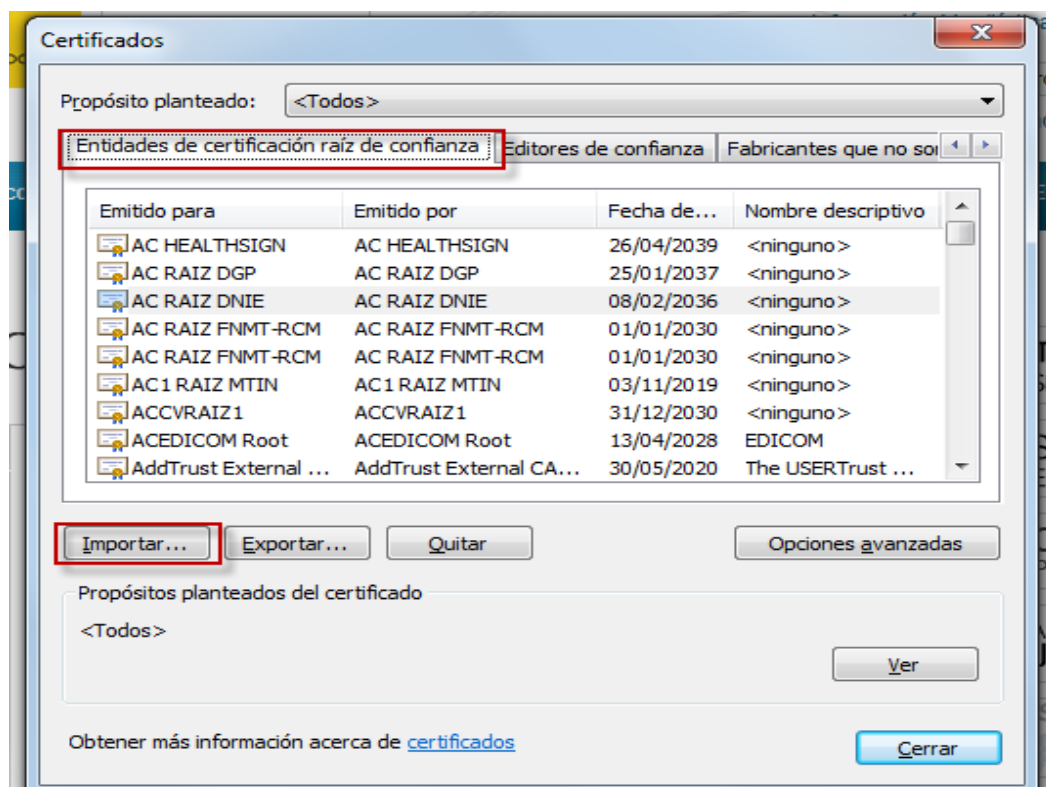 Certificados
Propósito planteado: <Todos>
Entidades de certificación raíz de confianza Editores de confianza Fabricantes que no son
Emitido para Emitido por Fecha de... Nombre descriptivo
AC HEALTHSIGN AC HEALTHSIGN 26/04/2039 <ninguno>
AC RAIZ DGP AC RAIZ DGP 25/01/2037 <ninguno>
AC RAIZ DNIE AC RAIZ DNIE 08/02/2036 <ninguno>
AC RAIZ FNMT-RCM AC RAIZ FNMT-RCM 01/01/2030 <ninguno>
AC RAIZ FNMT-RCM AC RAIZ FNMT-RCM 01/01/2030 <ninguno>
AC1 RAIZ MTIN AC1 RAIZ MTIN 03/11/2019 <ninguno>
ACCVRAIZ1 ACCVRAIZ1 31/12/2030 <ninguno>
ACEDICOM Root ACEDICOM Root 13/04/2028 EDICOM
AddTrust External ... AddTrust External CA... 30/05/2020 The USERTrust ...
Importar... Exportar... Quitar Opciones avanzadas
Propósitos planteados del certificado
<Todos>
Ver
Obtener más información acerca de certificados
Cerrar